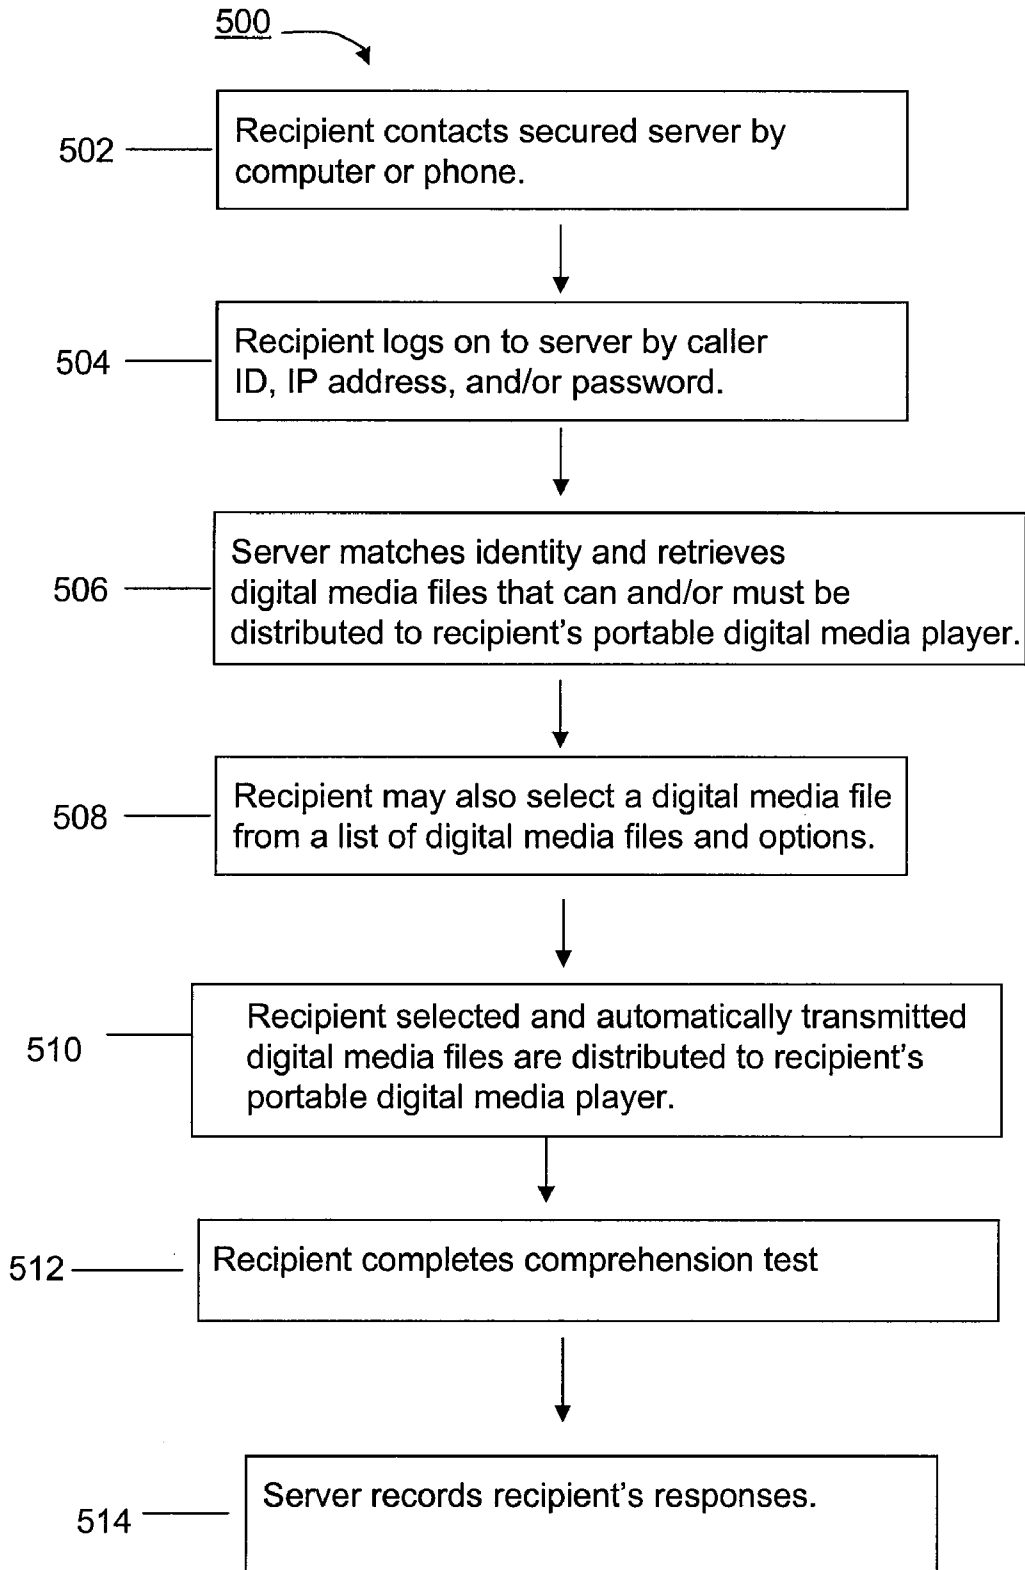 500
502
Recipient contacts secured server by
computer or phone.
504
Recipient logs on to server by caller
ID, IP address, and/or password.
506
Server matches identity and retrieves
digital media files that can and/or must be
distributed to recipient's portable digital media player.
508
Recipient may also select a digital media file
from a list of digital media files and options.
510
Recipient selected and automatically transmitted
digital media files are distributed to recipient's
portable digital media player.
512
Recipient completes comprehension test
514
Server records recipient's responses.